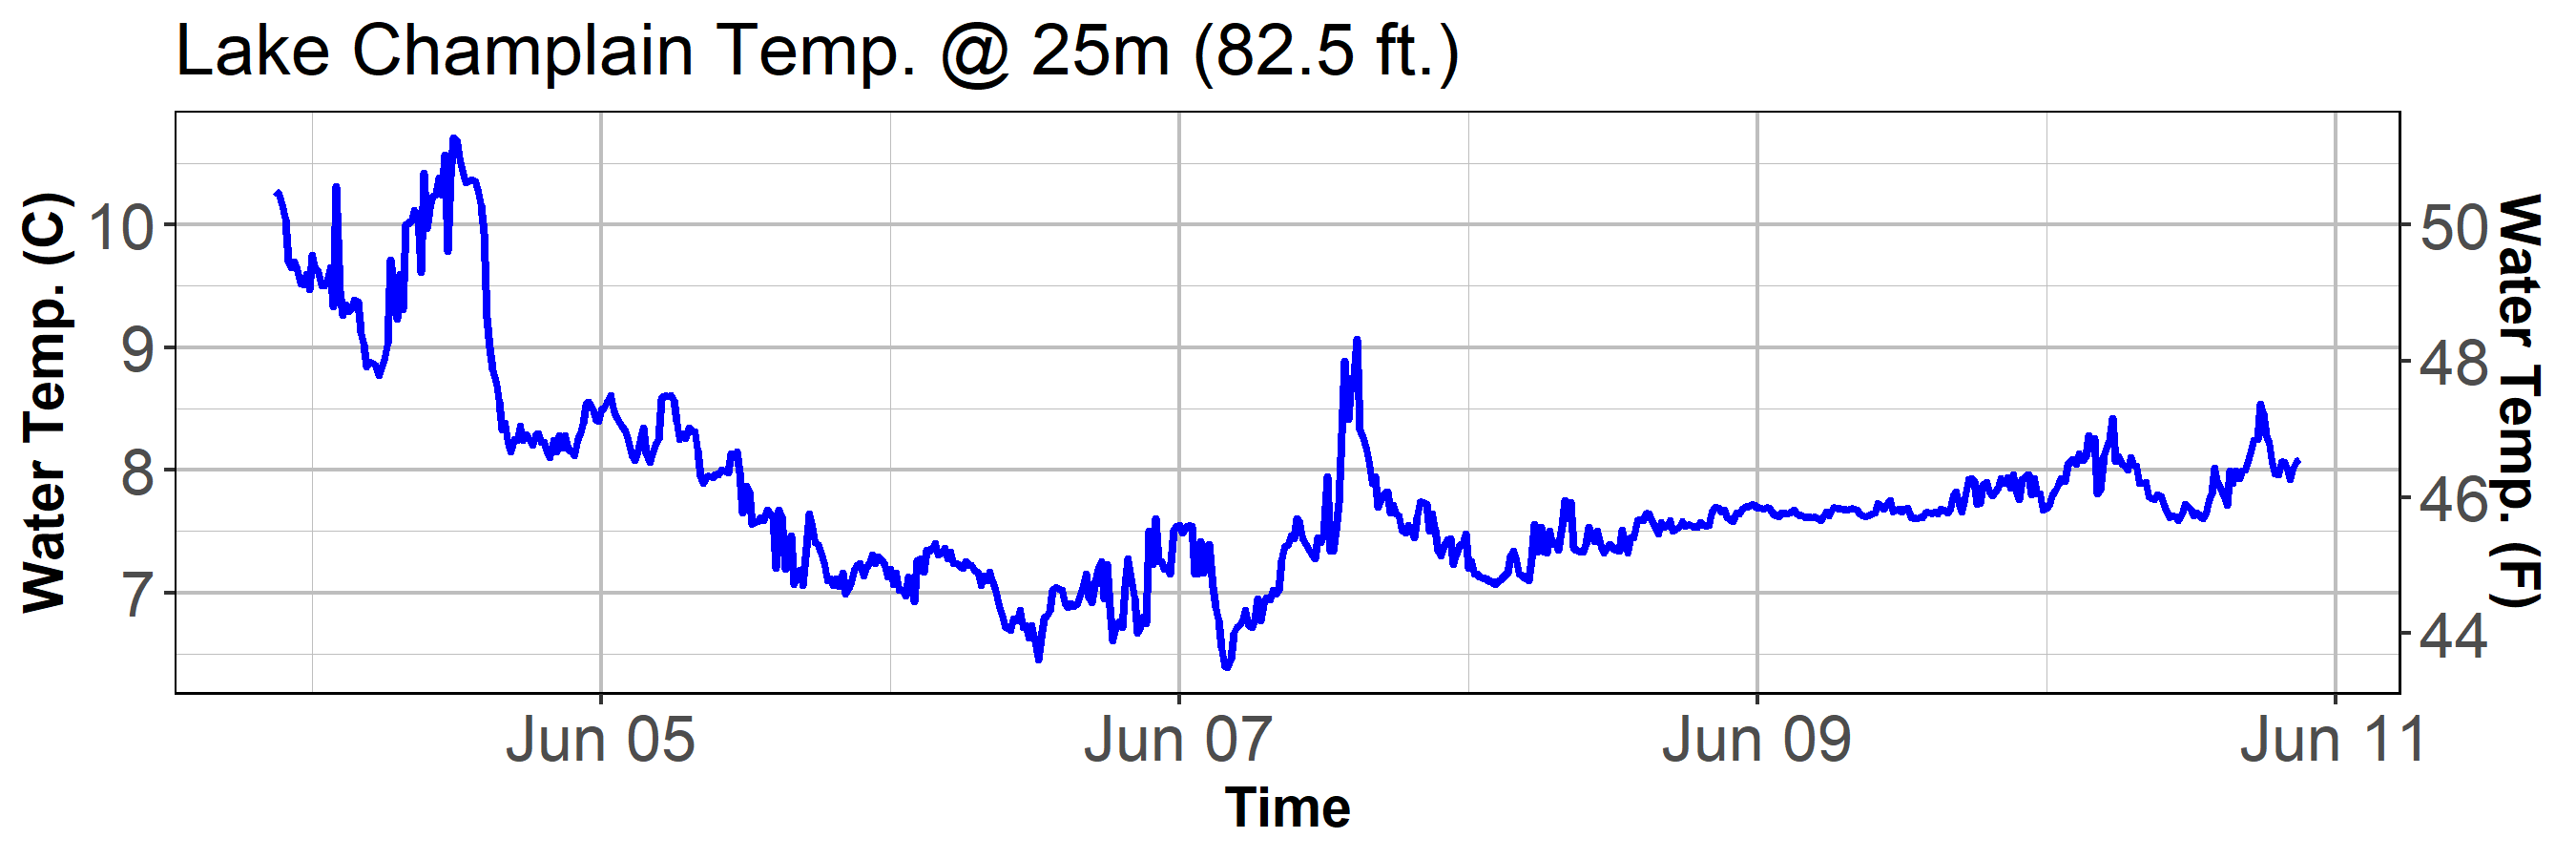 Lake Champlain Temp. @ 25m (82.5 ft.)
Water Temp. (C)
10
9
8
7
50
48
46
44
Water Temp. (F)
Jun 05
Jun 07
Jun 09
Jun 11
Time